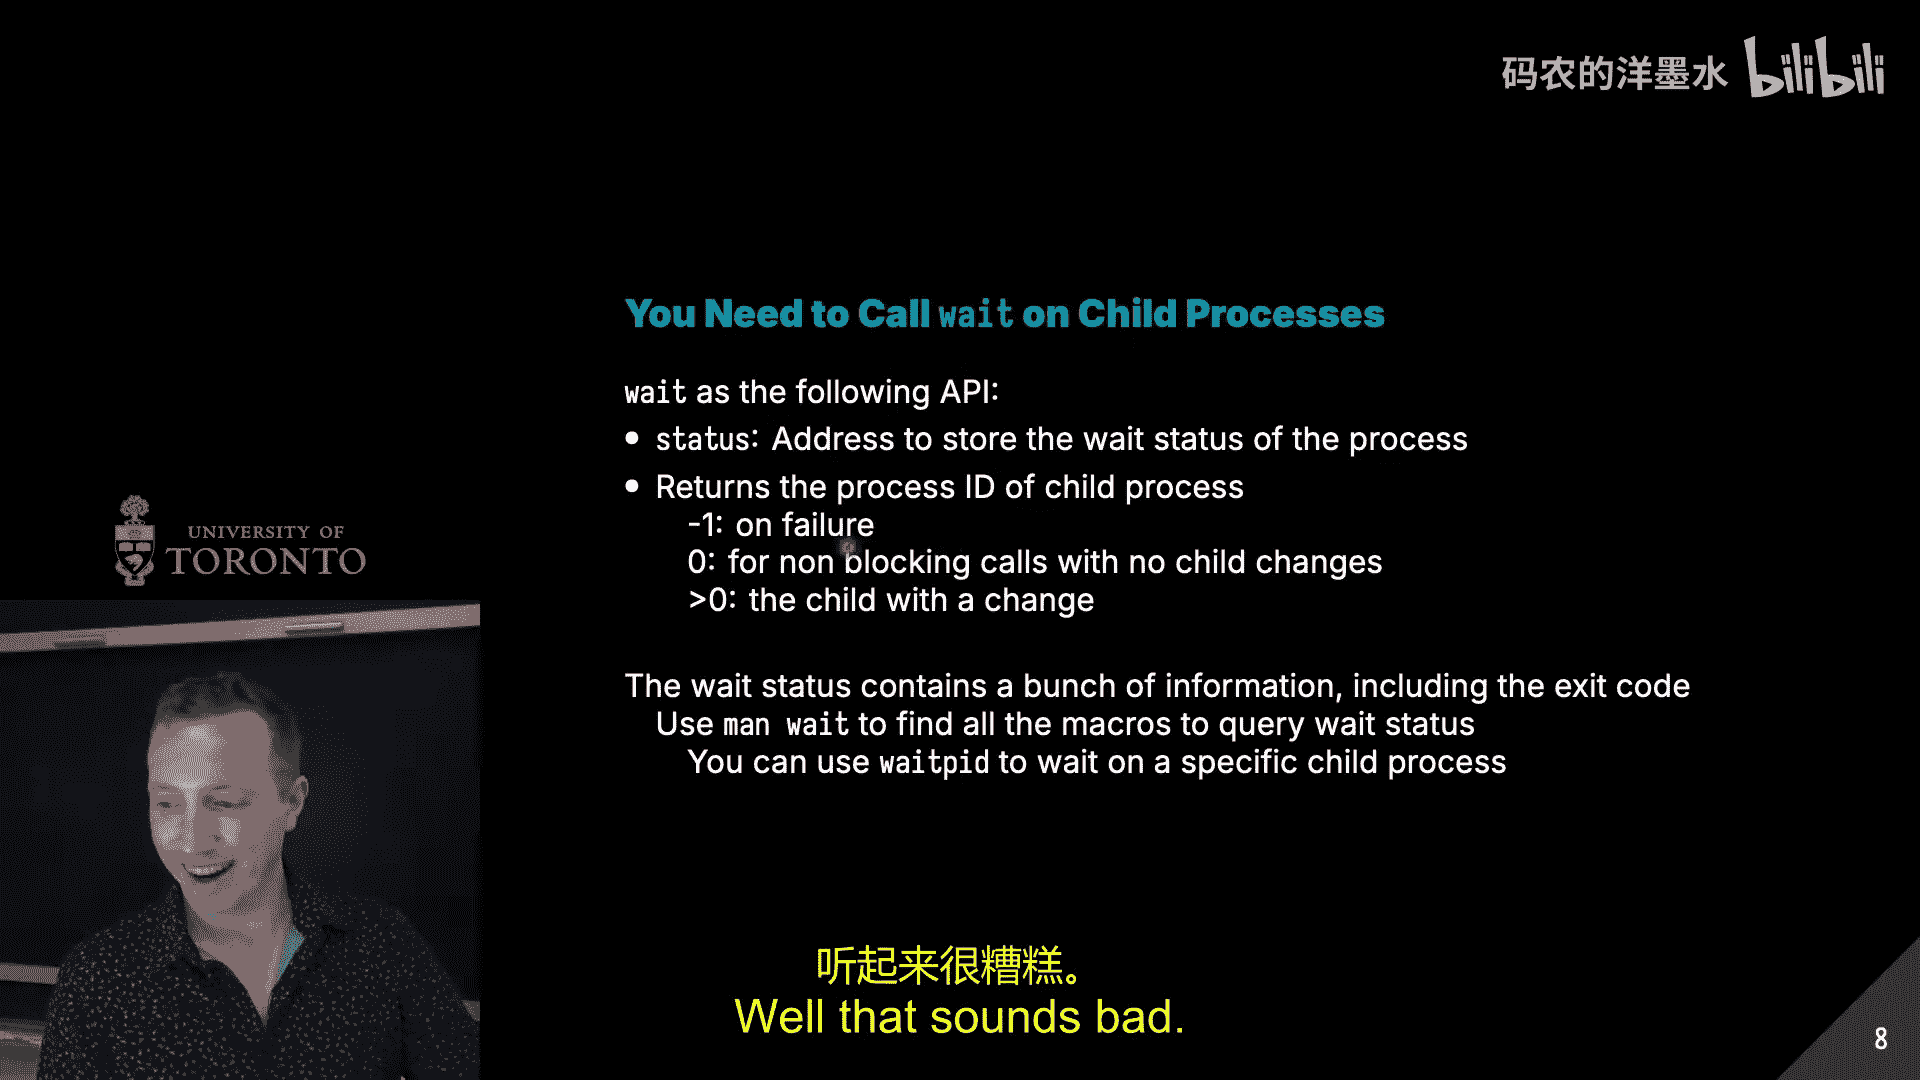 码农的洋墨水 bilibili
You Need to Call wait on Child Processes
wait as the following API:
• status: Address to store the wait status of the process
• Returns the process ID of child process
-1: on failure
0: for non blocking calls with no child changes
>0: the child with a change
UNIVERSITY OF
TORONTO
The wait status contains a bunch of information, including the exit code
Use man wait to find all the macros to query wait status
You can use waitpid to wait on a specific child process
听起来很糟糕。
Well that sounds bad.
8